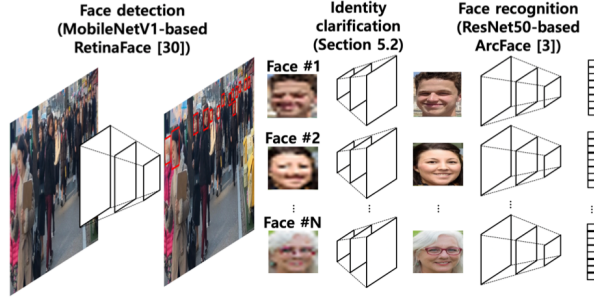 Face detection
(MobileNetV1-based
RetinaFace [30])
Identity
clarification
(Section 5.2)
Face recognition
(ResNet50-based
ArcFace [3])
Face #1
Face #2
...
Face #N